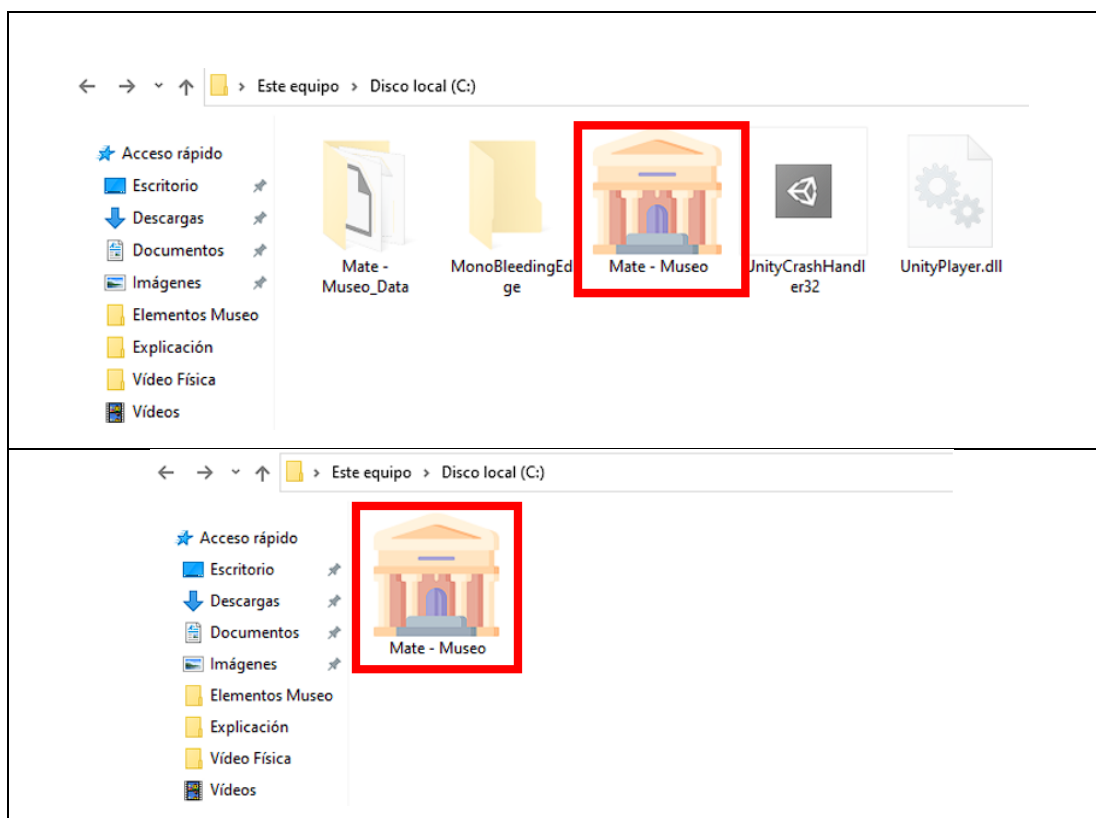 Este equipo > Disco local (C:)
Acceso rápido
Escritorio
Descargas
Documentos
Imágenes
Elementos Museo
Explicación
Vídeo Física
Vídeos
Mate -
Museo_Data
MonoBleedingEd
ge
Mate - Museo
UnityCrashHandl
er32
UnityPlayer.dll
Este equipo > Disco local (C:)
Acceso rápido
Escritorio
Descargas
Documentos
Imágenes
Elementos Museo
Explicación
Vídeo Física
Vídeos
Mate - Museo